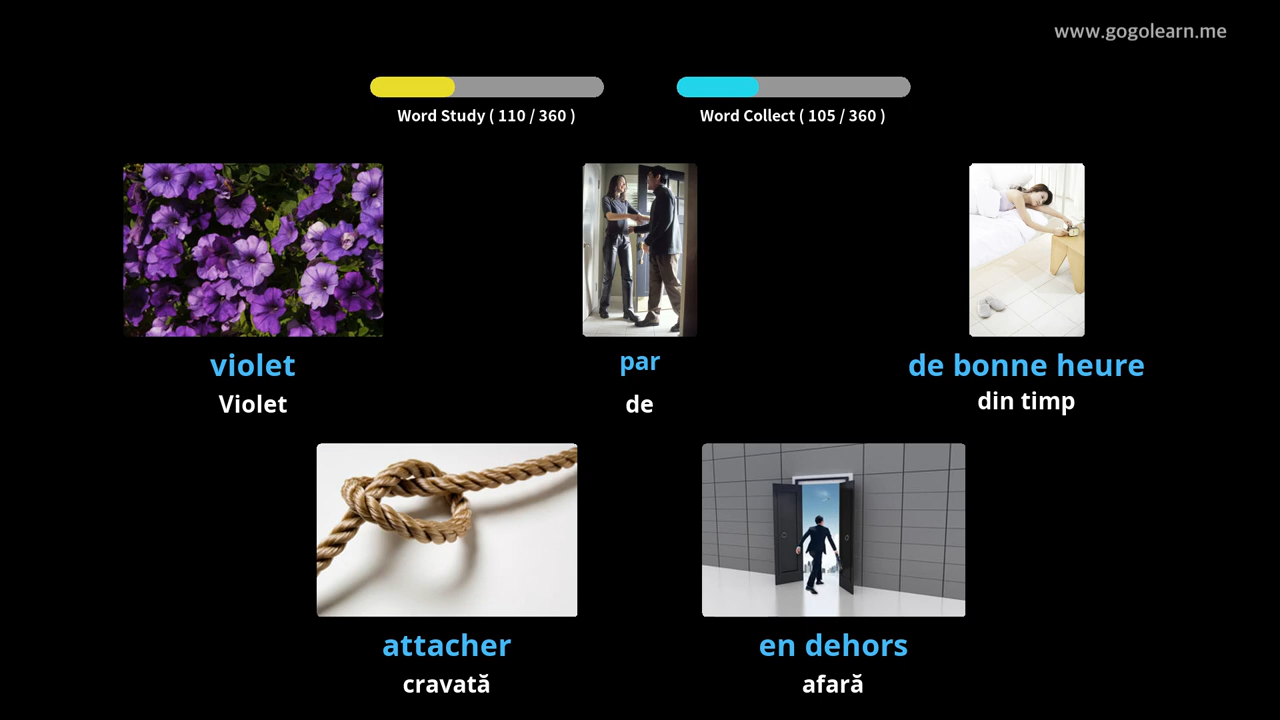 www.gogolearn.me
Word Study ( 110 / 360 )
Word Collect ( 105 / 360 )
violet
Violet
par
de
de bonne heure
din timp
attacher
cravată
en dehors
afară